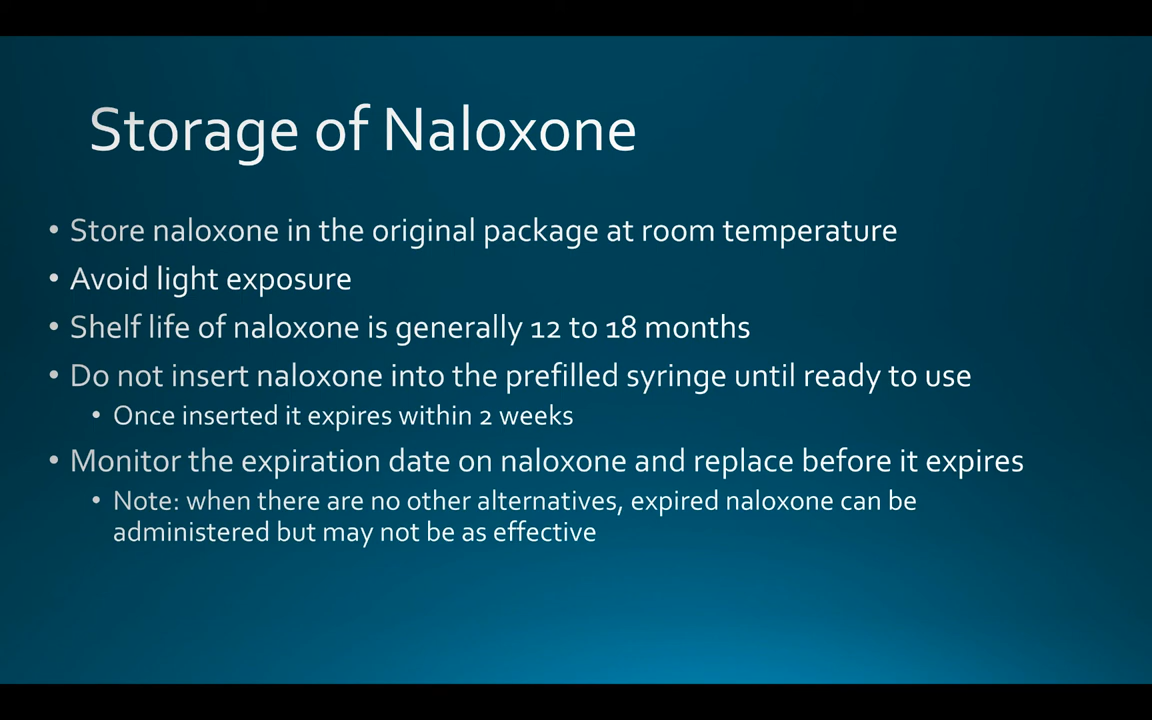 Storage of Naloxone
• Store naloxone in the original package at room temperature
• Avoid light exposure
• Shelf life of naloxone is generally 12 to 18 months
• Do not insert naloxone into the prefilled syringe until ready to use
• Once inserted it expires within 2 weeks
• Monitor the expiration date on naloxone and replace before it expires
• Note: when there are no other alternatives, expired naloxone can be
administered but may not be as effective